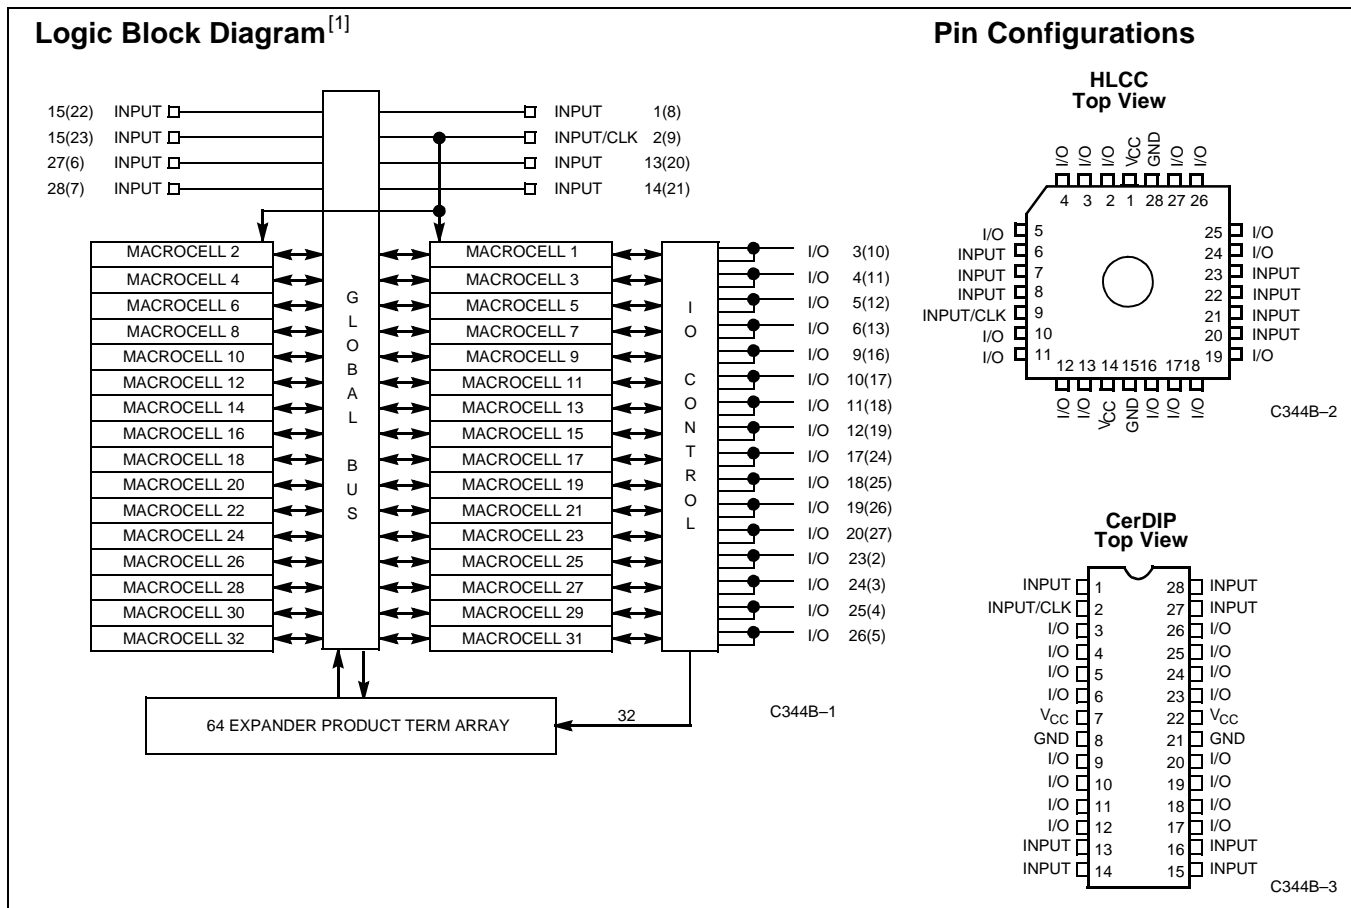 Logic Block Diagram[1]
15(22) INPUT
15(23) INPUT
27(6) INPUT
28(7) INPUT
INPUT 1(8)
INPUT/CLK 2(9)
INPUT 13(20)
INPUT 14(21)
MACROCELL 2
MACROCELL 4
MACROCELL 6
MACROCELL 8
MACROCELL 10
MACROCELL 12
MACROCELL 14
MACROCELL 16
MACROCELL 18
MACROCELL 20
MACROCELL 22
MACROCELL 24
MACROCELL 26
MACROCELL 28
MACROCELL 30
MACROCELL 32
GLOBAL BUS
MACROCELL 1
MACROCELL 3
MACROCELL 5
MACROCELL 7
MACROCELL 9
MACROCELL 11
MACROCELL 13
MACROCELL 15
MACROCELL 17
MACROCELL 19
MACROCELL 21
MACROCELL 23
MACROCELL 25
MACROCELL 27
MACROCELL 29
MACROCELL 31
IO CONTROL
I/O 3(10)
I/O 4(11)
I/O 5(12)
I/O 6(13)
I/O 9(16)
I/O 10(17)
I/O 11(18)
I/O 12(19)
I/O 17(24)
I/O 18(25)
I/O 19(26)
I/O 20(27)
I/O 23(2)
I/O 24(3)
I/O 25(4)
I/O 26(5)
64 EXPANDER PRODUCT TERM ARRAY
32
C344B–1
Pin Configurations
HLCC
Top View
I/O I/O I/O VCC GND I/O I/O
4 3 2 1 28 27 26
I/O 5
INPUT 6
INPUT 7
INPUT 8
INPUT/CLK 9
I/O 10
I/O 11
25 I/O
24 I/O
23 INPUT
22 INPUT
21 INPUT
20 INPUT
19 I/O
12 13 14 15 16 17 18
I/O I/O VCC GND I/O I/O I/O
C344B–2
CerDIP
Top View
INPUT 1 28 INPUT
INPUT/CLK 2 27 INPUT
I/O 3 26 I/O
I/O 4 25 I/O
I/O 5 24 I/O
I/O 6 23 I/O
VCC 7 22 VCC
GND 8 21 GND
I/O 9 20 I/O
I/O 10 19 I/O
I/O 11 18 I/O
I/O 12 17 I/O
INPUT 13 16 INPUT
INPUT 14 15 INPUT
C344B–3